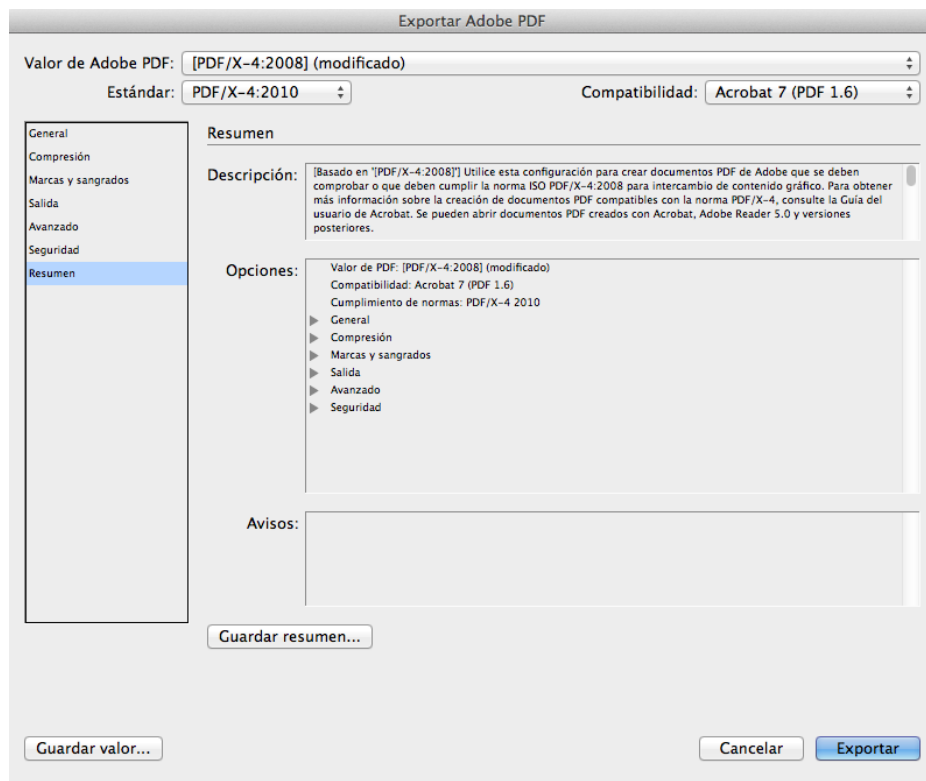 Exportar Adobe PDF
Valor de Adobe PDF: [PDF/X-4:2008] (modificado)
Estándar: PDF/X-4:2010 Compatibilidad: Acrobat 7 (PDF 1.6)
General
Compresión
Marcas y sangrados
Salida
Avanzado
Seguridad
Resumen
Resumen
Descripción: [Basado en '[PDF/X-4:2008]'] Utilice esta configuración para crear documentos PDF de Adobe que se deben
comprobar o que deben cumplir la norma ISO PDF/X-4:2008 para intercambio de contenido gráfico. Para obtener
más información sobre la creación de documentos PDF compatibles con la norma PDF/X-4, consulte la Guía del
usuario de Acrobat. Se pueden abrir documentos PDF creados con Acrobat, Adobe Reader 5.0 y versiones
posteriores.
Opciones: Valor de PDF: [PDF/X-4:2008] (modificado)
Compatibilidad: Acrobat 7 (PDF 1.6)
Cumplimiento de normas: PDF/X-4 2010
General
Compresión
Marcas y sangrados
Salida
Avanzado
Seguridad
Avisos:
Guardar resumen...
Guardar valor... Cancelar Exportar